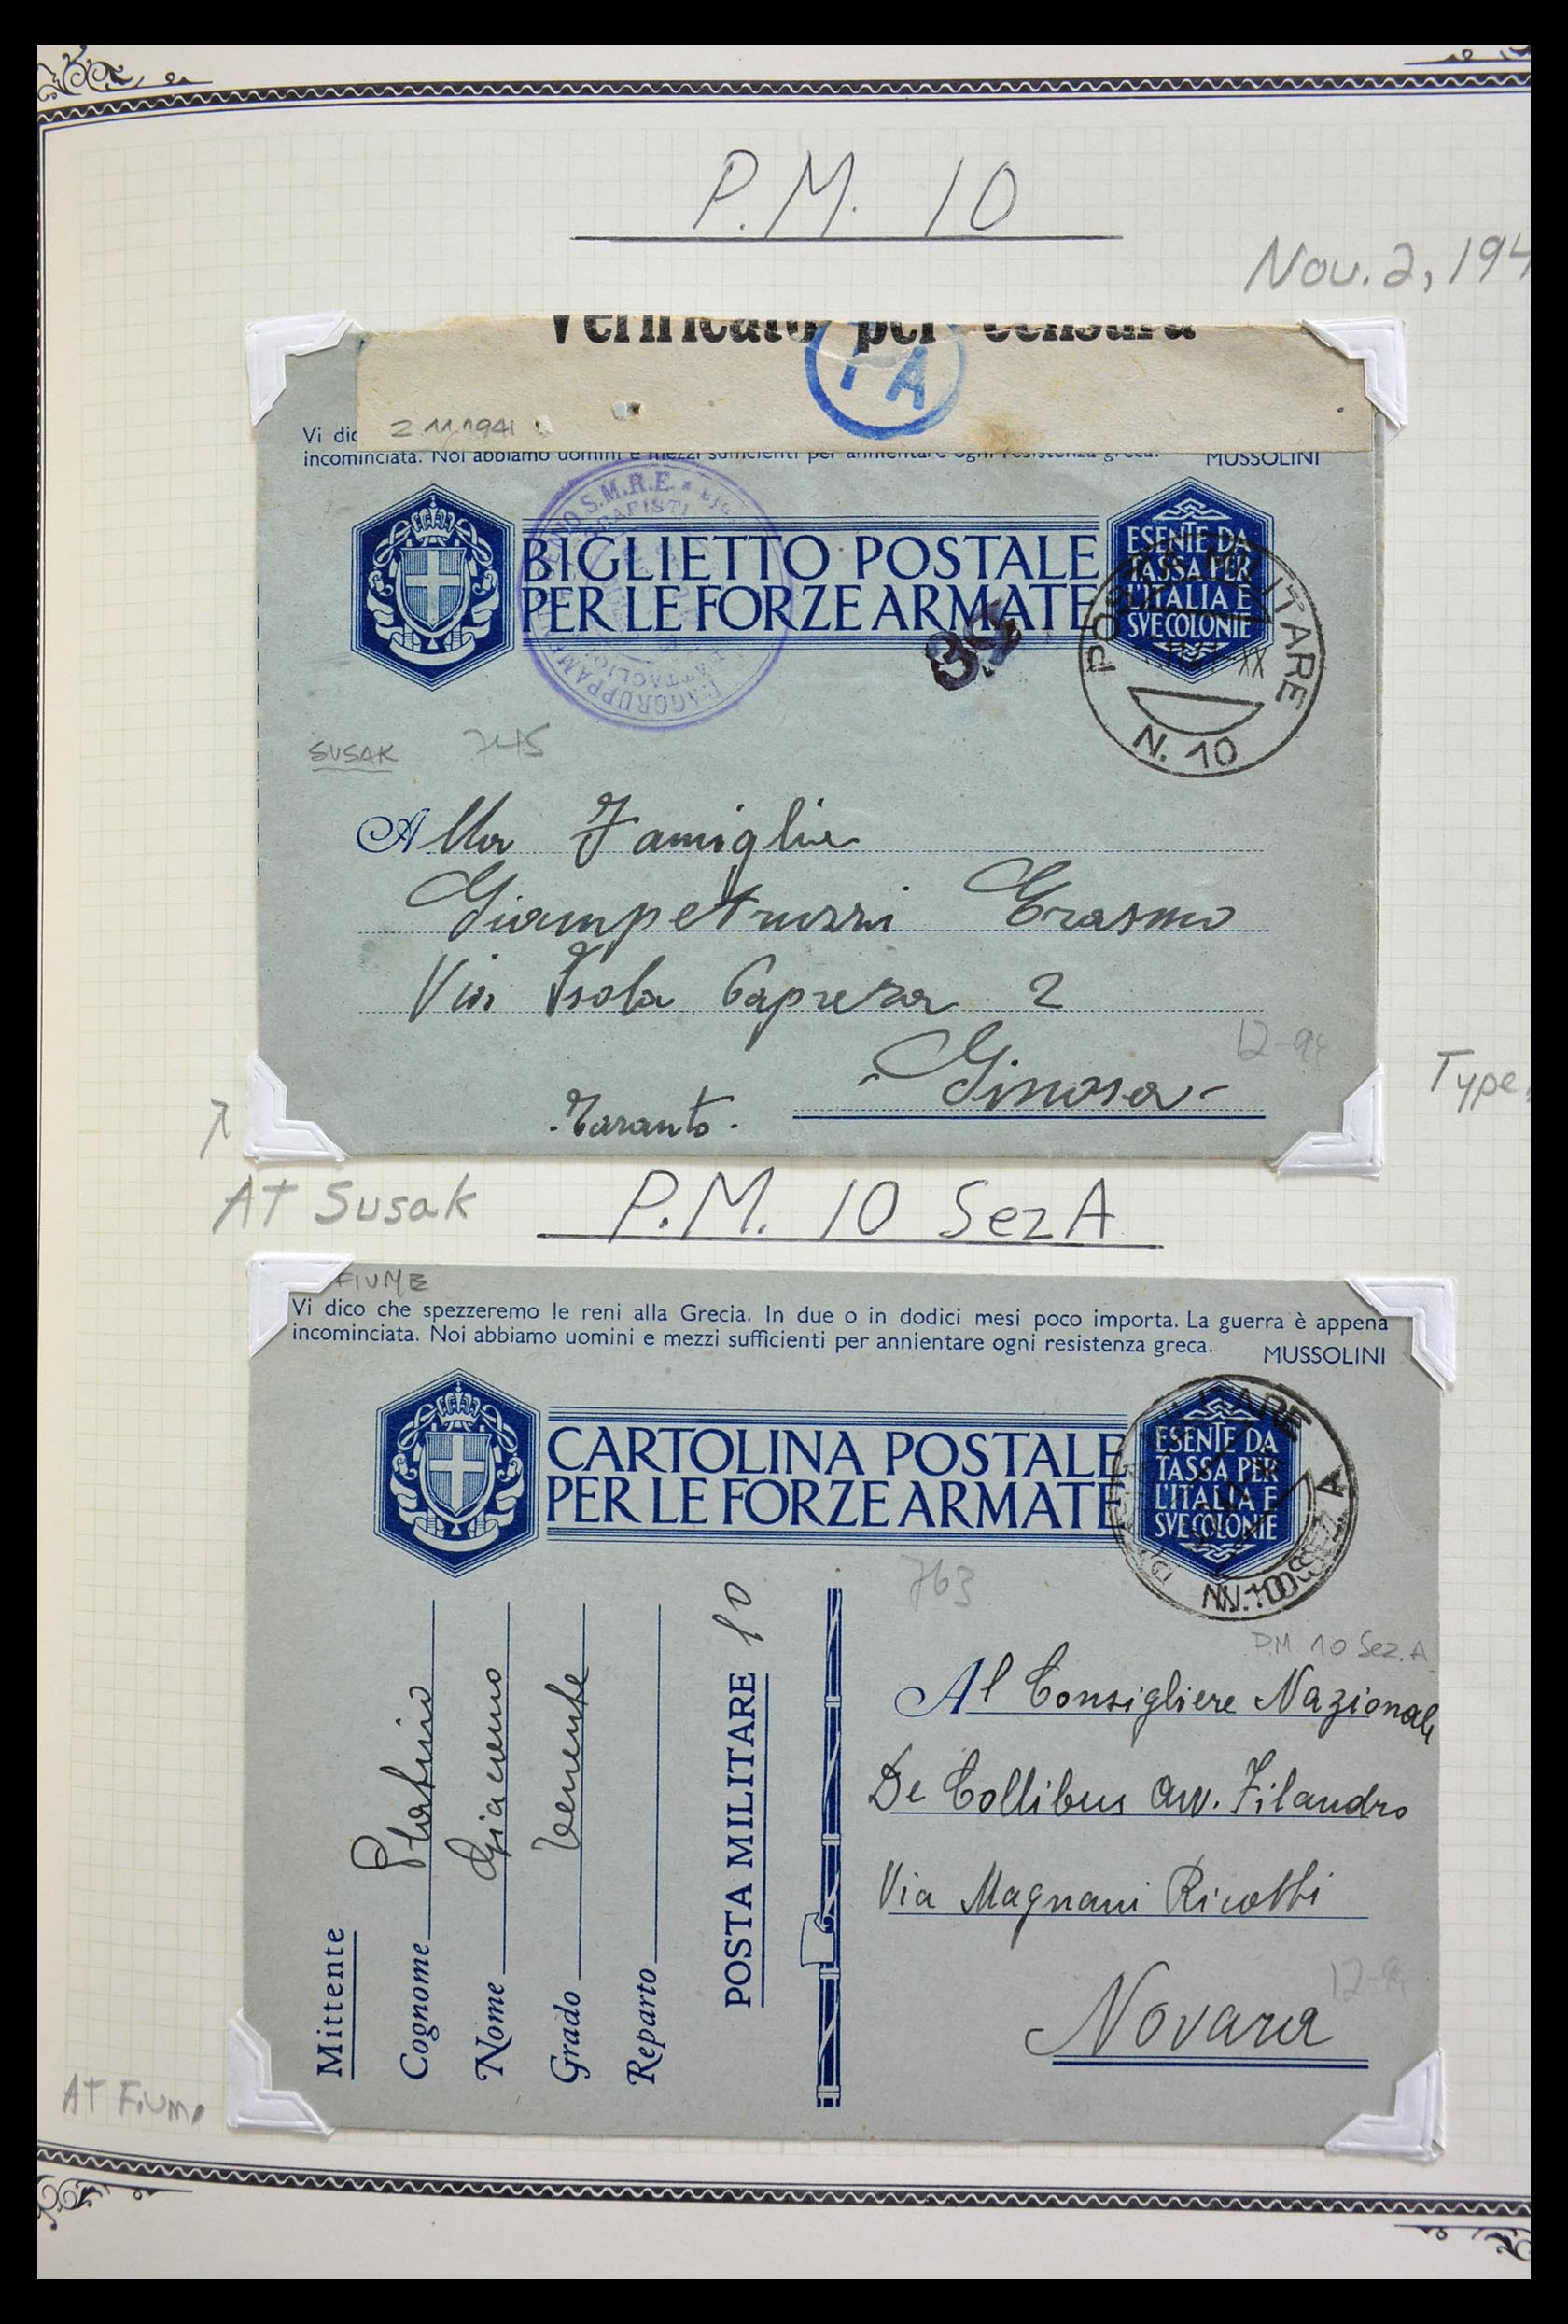 P.M. 10
Nov. 2, 194
Verificato per censura
A
2 11 1941
Vi dic
incominciata. Noi abbiamo uomini e mezzi sufficienti per annientare ogni resistenza greca. MUSSOLINI
S.M.R.E.
BIGLIETTO POSTALE
PER LE FORZE ARMATE
ESENTE DA
TASSA PER
L'ITALIA E
SVE COLONIE
POSTA MILITARE
N. 10
39
SUSAK 745
Alla Famiglia
Giampetruzzi Erasmo
Via Isola Caprera 2
Ginosa
Taranto
Type
At Susak
P.M. 10 Sez A
FIUME
Vi dico che spezzeremo le reni alla Grecia. In due o in dodici mesi poco importa. La guerra è appena
incominciata. Noi abbiamo uomini e mezzi sufficienti per annientare ogni resistenza greca. MUSSOLINI
CARTOLINA POSTALE
PER LE FORZE ARMATE
ESENTE DA
TASSA PER
L'ITALIA E
SVE COLONIE
763
P.M 10 Sez. A
Mittente
Cognome Platino
Nome Giacomo
Grado Tenente
Reparto
POSTA MILITARE 10
Al Consigliere Nazionale
De Collibus Avv. Filandro
Via Magnani Ricotti
Novara
At Fiume